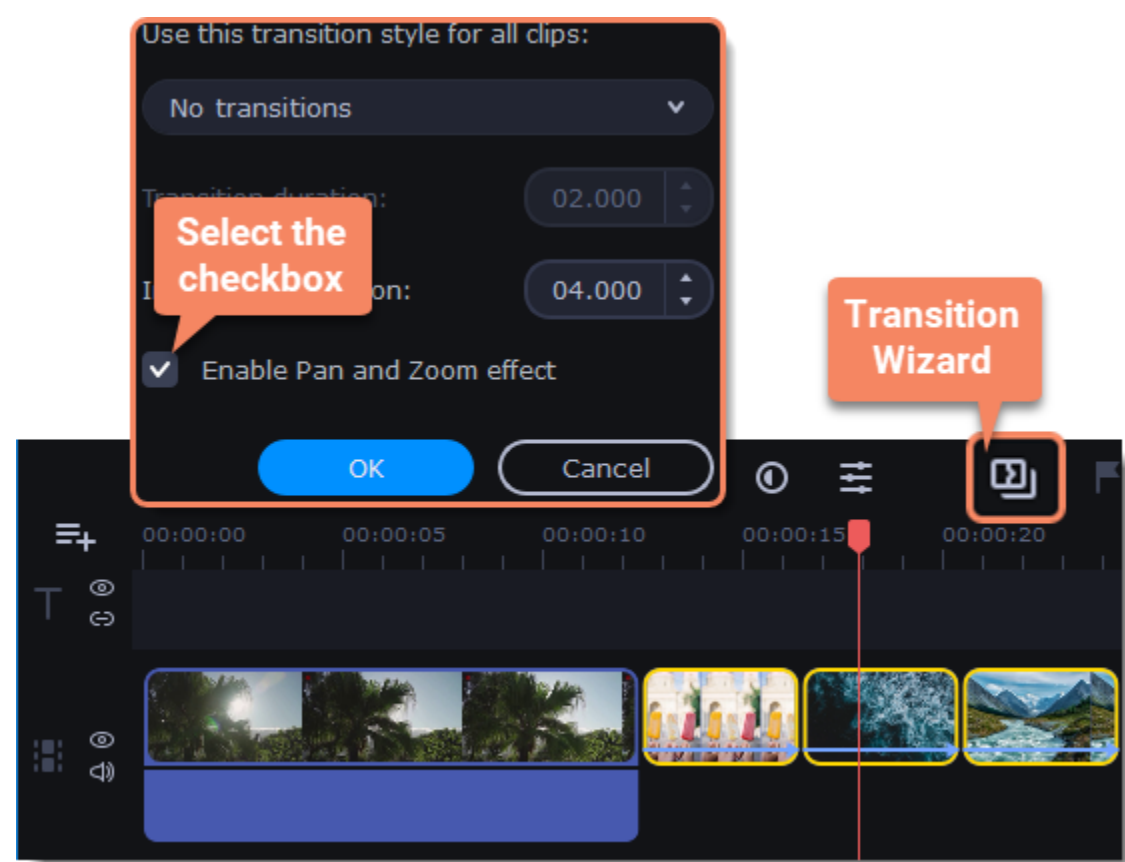 Use this transition style for all clips:
No transitions
Transition duration:
02.000
Select the
checkbox
on:
04.000
Enable Pan and Zoom effect
OK
Cancel
Transition
Wizard
00:00:00
00:00:05
00:00:10
00:00:15
00:00:20
T